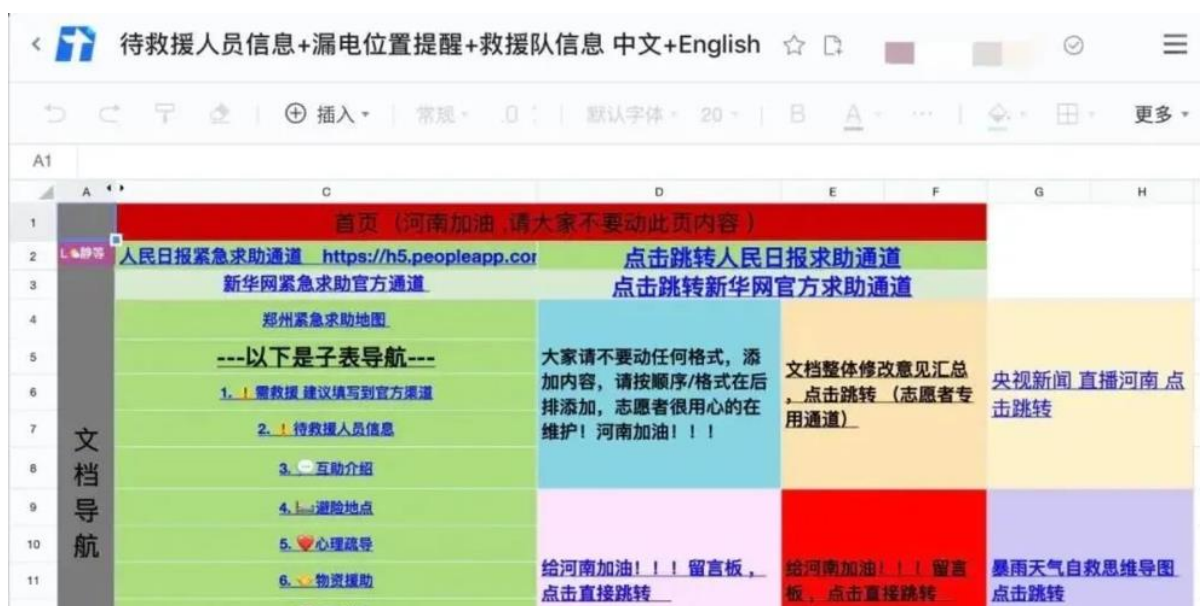 待救援人员信息+漏电位置提醒+救援队信息 中文+English
插入 常规 .0 默认字体 20 B A 更多
A1
A C D E F G H
1 首页（河南加油,请大家不要动此页内容）
2 静等 人民日报紧急求助通道 https://h5.peopleapp.cor 点击跳转人民日报求助通道
3 新华网紧急求助官方通道 点击跳转新华网官方求助通道
4 郑州紧急求助地图
5 ---以下是子表导航---
6 1. 需救援 建议填写到官方渠道
7 2. 待救援人员信息
8 3. 互助介绍
9 4. 避险地点
10 5. 心理疏导
11 6. 物资援助
文档导航
大家请不要动任何格式，添
加内容，请按顺序/格式在后
排添加，志愿者很用心的在
维护！河南加油！！！
文档整体修改意见汇总
，点击跳转 （志愿者专
用通道）
央视新闻 直播河南 点
击跳转
给河南加油！！！留言板，
点击直接跳转
给河南加油！！！留言
板，点击直接跳转
暴雨天气自救思维导图
点击跳转